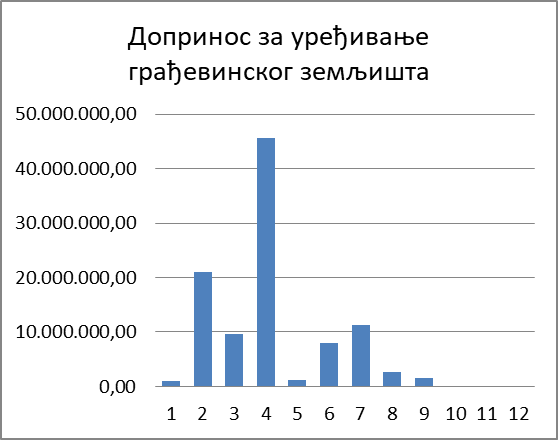 Допринос за уређивање
грађевинског земљишта
50.000.000,00
40.000.000,00
30.000.000,00
20.000.000,00
10.000.000,00
0,00
1 2 3 4 5 6 7 8 9 10 11 12